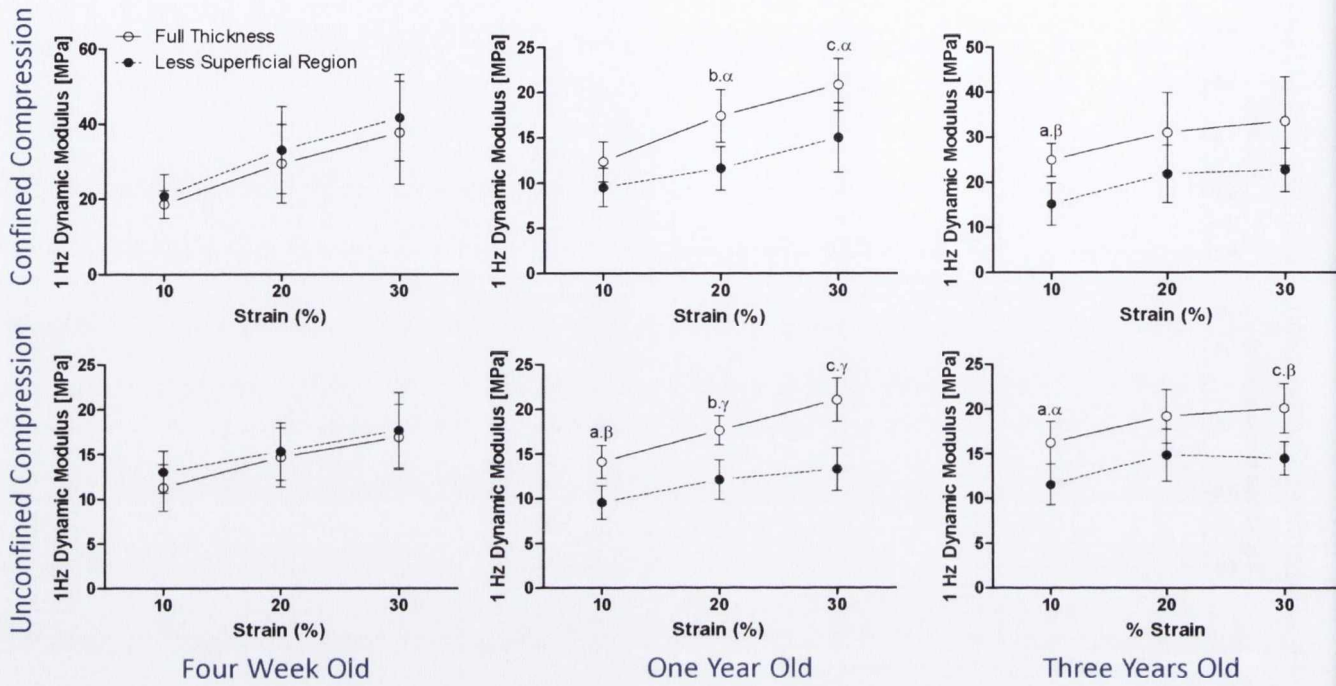 Confined Compression
1 Hz Dynamic Modulus [MPa]
60
40
20
0
Full Thickness
Less Superficial Region
10 20 30
Strain (%)
1 Hz Dynamic Modulus [MPa]
25
20
15
10
5
0
b.α
c.α
10 20 30
Strain (%)
1 Hz Dynamic Modulus [MPa]
50
40
30
20
10
0
a.β
10 20 30
Strain (%)
Unconfined Compression
1Hz Dynamic Modulus [MPa]
25
20
15
10
5
0
10 20 30
Strain (%)
Four Week Old
1 Hz Dynamic Modulus [MPa]
25
20
15
10
5
0
a.β
b.γ
c.γ
10 20 30
Strain (%)
One Year Old
1 Hz Dynamic Modulus [MPa]
25
20
15
10
5
0
a.α
c.β
10 20 30
% Strain
Three Years Old